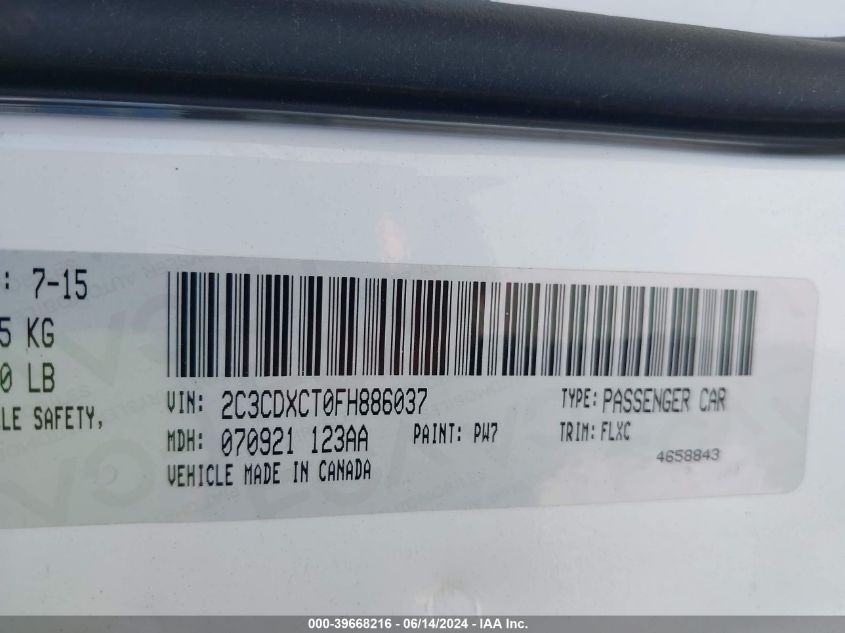 : 7-15
5 KG
0 LB
LE SAFETY,
VIN: 2C3CDXCT0FH886037
TYPE: PASSENGER CAR
MDH: 070921 123AA
PAINT: PW7
TRIM: FLXC
VEHICLE MADE IN CANADA
4658843
000-39668216 - 06/14/2024 - IAA Inc.